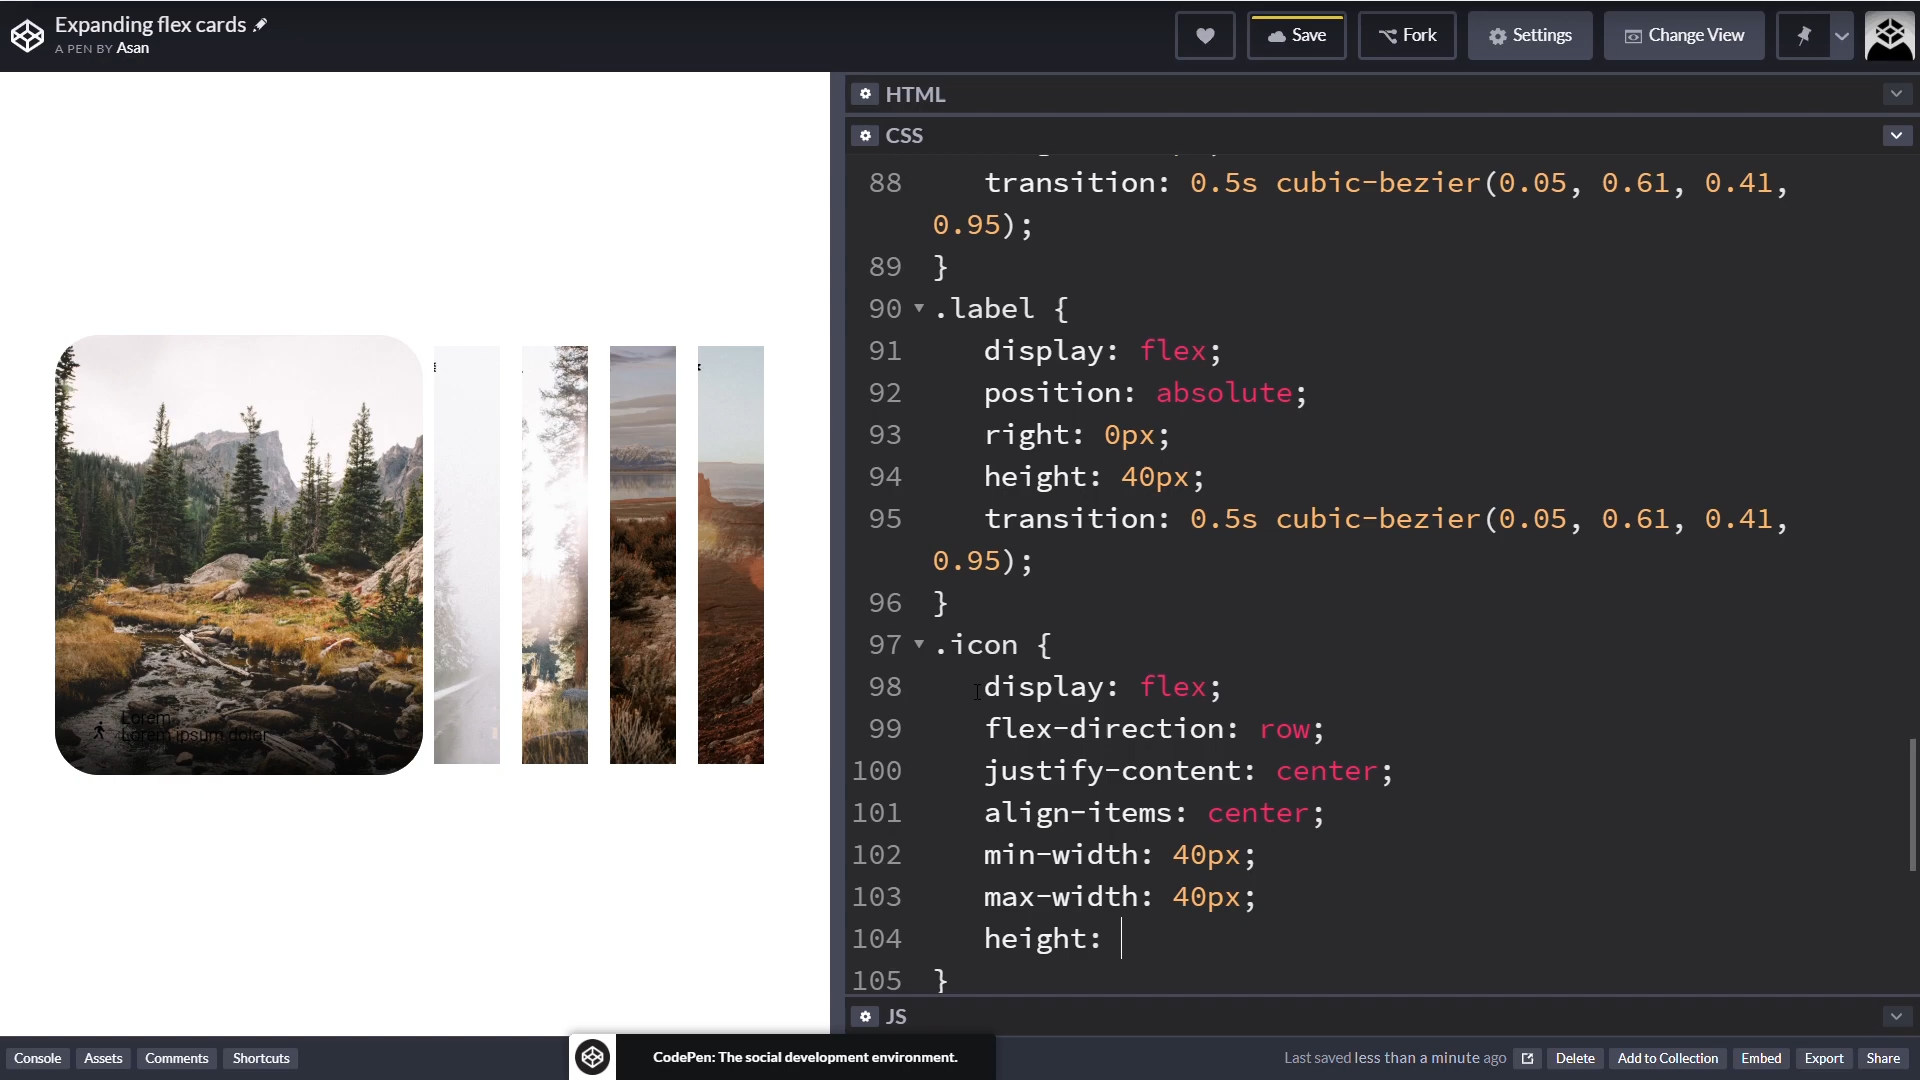 Expanding flex cards
A PEN BY Asan
Save
Fork
Settings
Change View
HTML
CSS
88 transition: 0.5s cubic-bezier(0.05, 0.61, 0.41,
0.95);
89 }
90 .label {
91 display: flex;
92 position: absolute;
93 right: 0px;
94 height: 40px;
95 transition: 0.5s cubic-bezier(0.05, 0.61, 0.41,
0.95);
96 }
97 .icon {
98 display: flex;
99 flex-direction: row;
100 justify-content: center;
101 align-items: center;
102 min-width: 40px;
103 max-width: 40px;
104 height:
105 }
Lorem
Lorem ipsum dolor
JS
Console
Assets
Comments
Shortcuts
CodePen: The social development environment.
Last saved less than a minute ago
Delete
Add to Collection
Embed
Export
Share